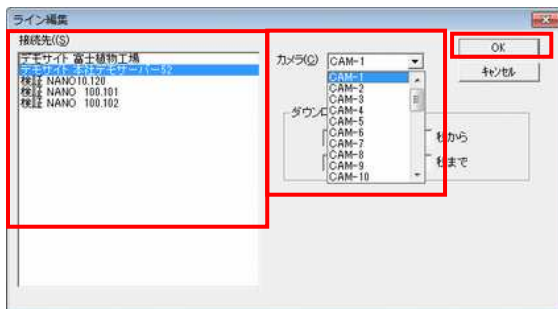 ライン編集
接続先((S)
デモサイト 富士植物工場
デモサイト 本社デモサーバー52
検証 NANO10.120
検証 NANO 100.101
検証 NANO 100.102
カメラ(C) CAM-1
CAM-1
CAM-2
CAM-3
CAM-4
CAM-5
CAM-6
CAM-7
CAM-8
CAM-9
CAM-10
ダウンロ
秒から
秒まで
OK
キャンセル